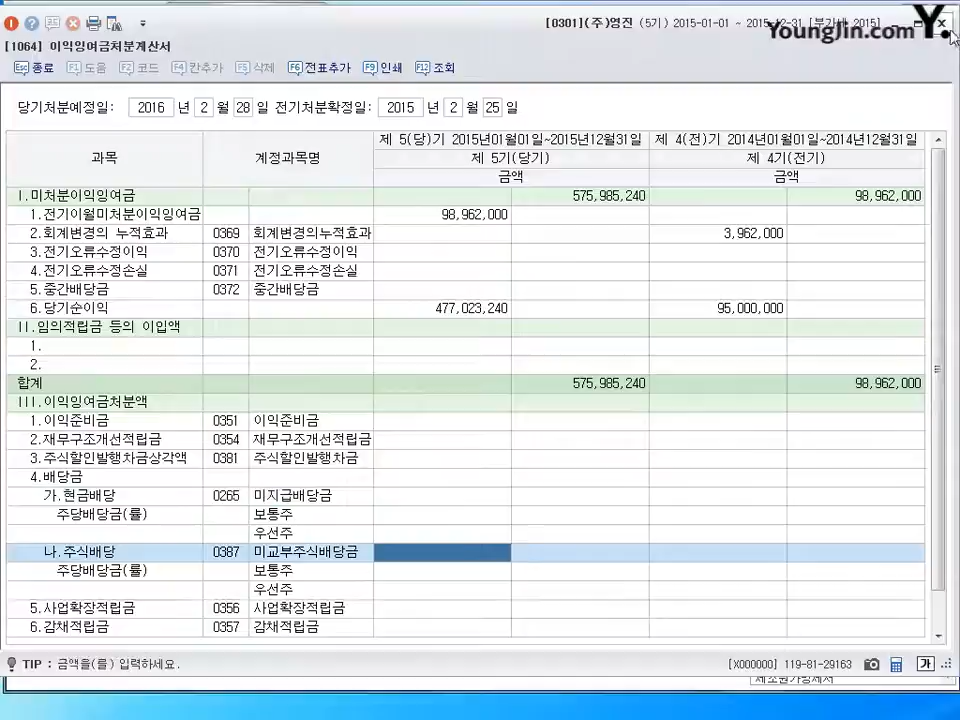 [0301](주)영진 (5기) 2015-01-01 ~ 2015-12-31 [부가세 2015]
YoungJin.com Y.
[1064] 이익잉여금처분계산서
Esc 종료 F1 도움 F2 코드 F4 칸추가 F5 삭제 F6 전표추가 F9 인쇄 F12 조회
당기처분예정일: 2016 년 2 월 28 일 전기처분확정일: 2015 년 2 월 25 일
과목 계정과목명 제 5(당)기 2015년01월01일~2015년12월31일 제 4(전)기 2014년01월01일~2014년12월31일
제 5기(당기) 제 4기(전기)
금액 금액
I.미처분이익잉여금 575,985,240 98,962,000
1.전기이월미처분이익잉여금 98,962,000
2.회계변경의 누적효과 0369 회계변경의누적효과 3,962,000
3.전기오류수정이익 0370 전기오류수정이익
4.전기오류수정손실 0371 전기오류수정손실
5.중간배당금 0372 중간배당금
6.당기순이익 477,023,240 95,000,000
II.임의적립금 등의 이입액
1.
2.
합계 575,985,240 98,962,000
III.이익잉여금처분액
1.이익준비금 0351 이익준비금
2.재무구조개선적립금 0354 재무구조개선적립금
3.주식할인발행차금상각액 0381 주식할인발행차금
4.배당금
가.현금배당 0265 미지급배당금
주당배당금(률) 보통주
우선주
나.주식배당 0387 미교부주식배당금
주당배당금(률) 보통주
우선주
5.사업확장적립금 0356 사업확장적립금
6.감채적립금 0357 감채적립금
TIP : 금액을(를) 입력하세요. [X000000] 119-81-29163 가
제조원가명세서